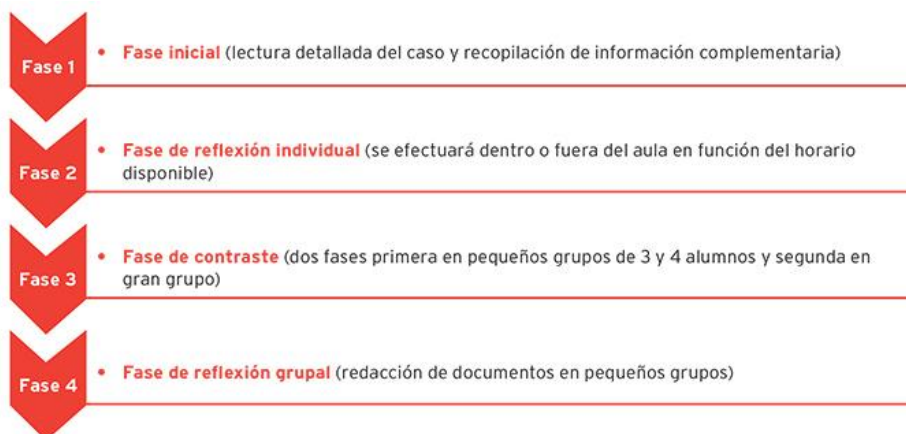 Fase 1
• Fase inicial (lectura detallada del caso y recopilación de información complementaria)
Fase 2
• Fase de reflexión individual (se efectuará dentro o fuera del aula en función del horario
disponible)
Fase 3
• Fase de contraste (dos fases primera en pequeños grupos de 3 y 4 alumnos y segunda en
gran grupo)
Fase 4
• Fase de reflexión grupal (redacción de documentos en pequeños grupos)